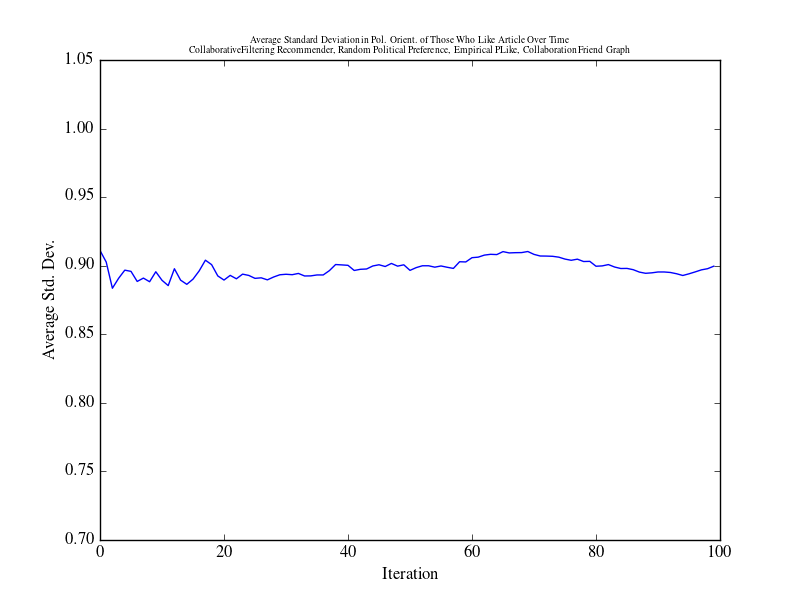 Average Standard Deviation in Pol. Orient. of Those Who Like Article Over Time
CollaborativeFiltering Recommender, Random Political Preference, Empirical PLike, Collaboration Friend Graph
1.05
1.00
0.95
0.90
0.85
0.80
0.75
0.70
Average Std. Dev.
0 20 40 60 80 100
Iteration